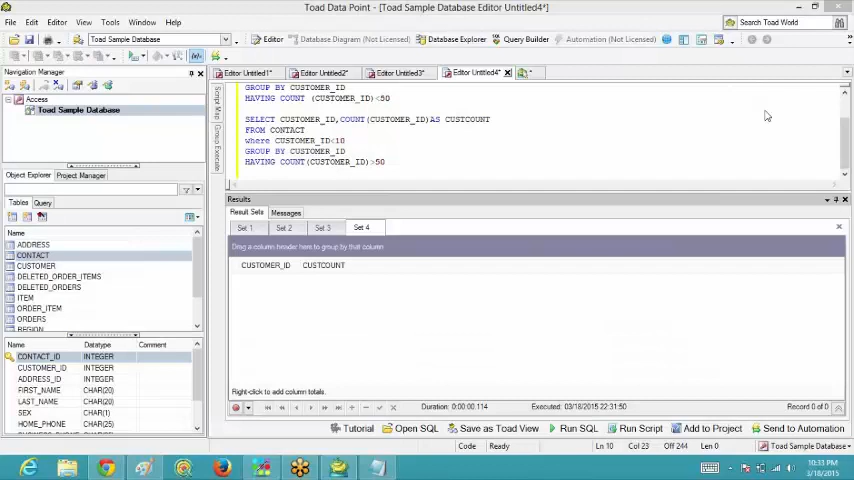 Toad Data Point - [Toad Sample Database Editor Untitled4*]
File Edit View Tools Window Help
Search Toad World
Toad Sample Database
Editor
Database Diagram (Not Licensed)
Database Explorer
Query Builder
Automation (Not Licensed)
Navigation Manager
Access
Toad Sample Database
Object Explorer
Project Manager
Tables
Query
Name
ADDRESS
CONTACT
CUSTOMER
DELETED_ORDER_ITEMS
DELETED_ORDERS
ITEM
ORDER_ITEM
ORDERS
REGION
Name Datatype Comment
CONTACT_ID INTEGER
CUSTOMER_ID INTEGER
ADDRESS_ID INTEGER
FIRST_NAME CHAR(20)
LAST_NAME CHAR(20)
SEX CHAR(1)
HOME_PHONE CHAR(25)
Editor Untitled1*
Editor Untitled2*
Editor Untitled3*
Editor Untitled4*
Script Map
Group Execute
GROUP BY CUSTOMER_ID
HAVING COUNT (CUSTOMER_ID)<50
SELECT CUSTOMER_ID,COUNT(CUSTOMER_ID)AS CUSTCOUNT
FROM CONTACT
where CUSTOMER_ID<10
GROUP BY CUSTOMER_ID
HAVING COUNT(CUSTOMER_ID)>50
Results
Result Sets
Messages
Set 1
Set 2
Set 3
Set 4
Drag a column header here to group by that column
CUSTOMER_ID CUSTCOUNT
Right-click to add column totals.
Duration: 0:00:00.114
Executed: 03/18/2015 22:31:50
Record 0 of 0
Tutorial
Open SQL
Save as Toad View
Run SQL
Run Script
Add to Project
Send to Automation
Code
Ready
Ln 10
Col 23
Off 244
Len 0
Toad Sample Database
10:33 PM
3/18/2015